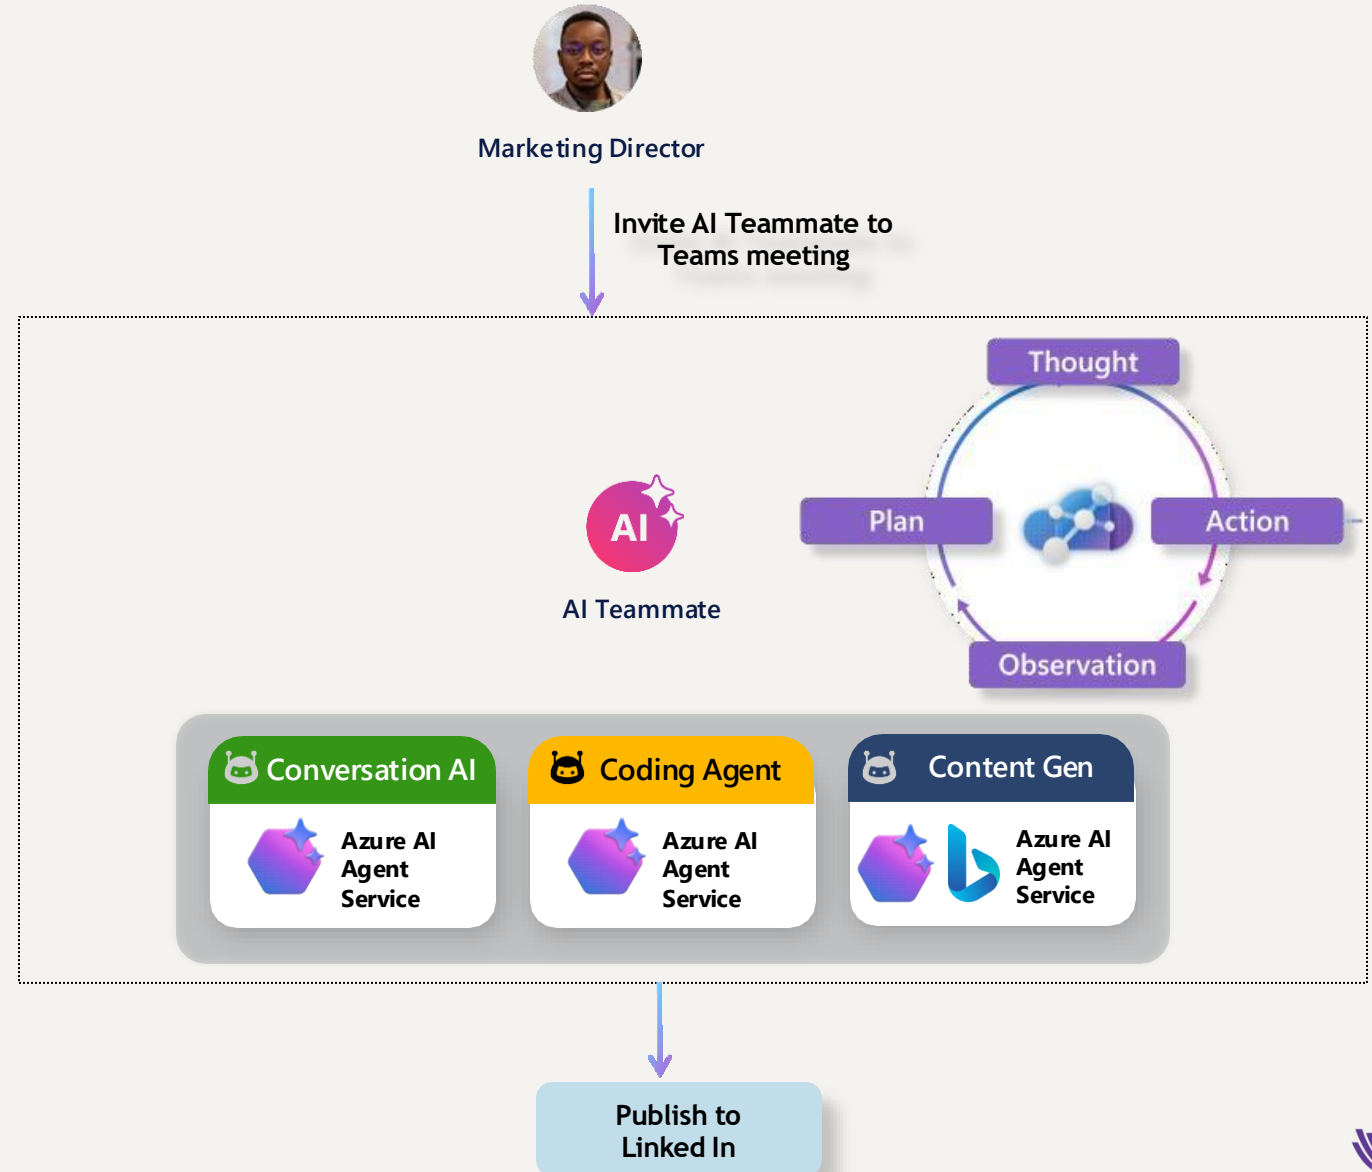 Marketing Director
Invite AI Teammate to
Teams meeting
Thought
Plan
Action
Observation
AI
AI Teammate
Conversation AI
Azure AI
Agent
Service
Coding Agent
Azure AI
Agent
Service
Content Gen
Azure AI
Agent
Service
Publish to
Linked In